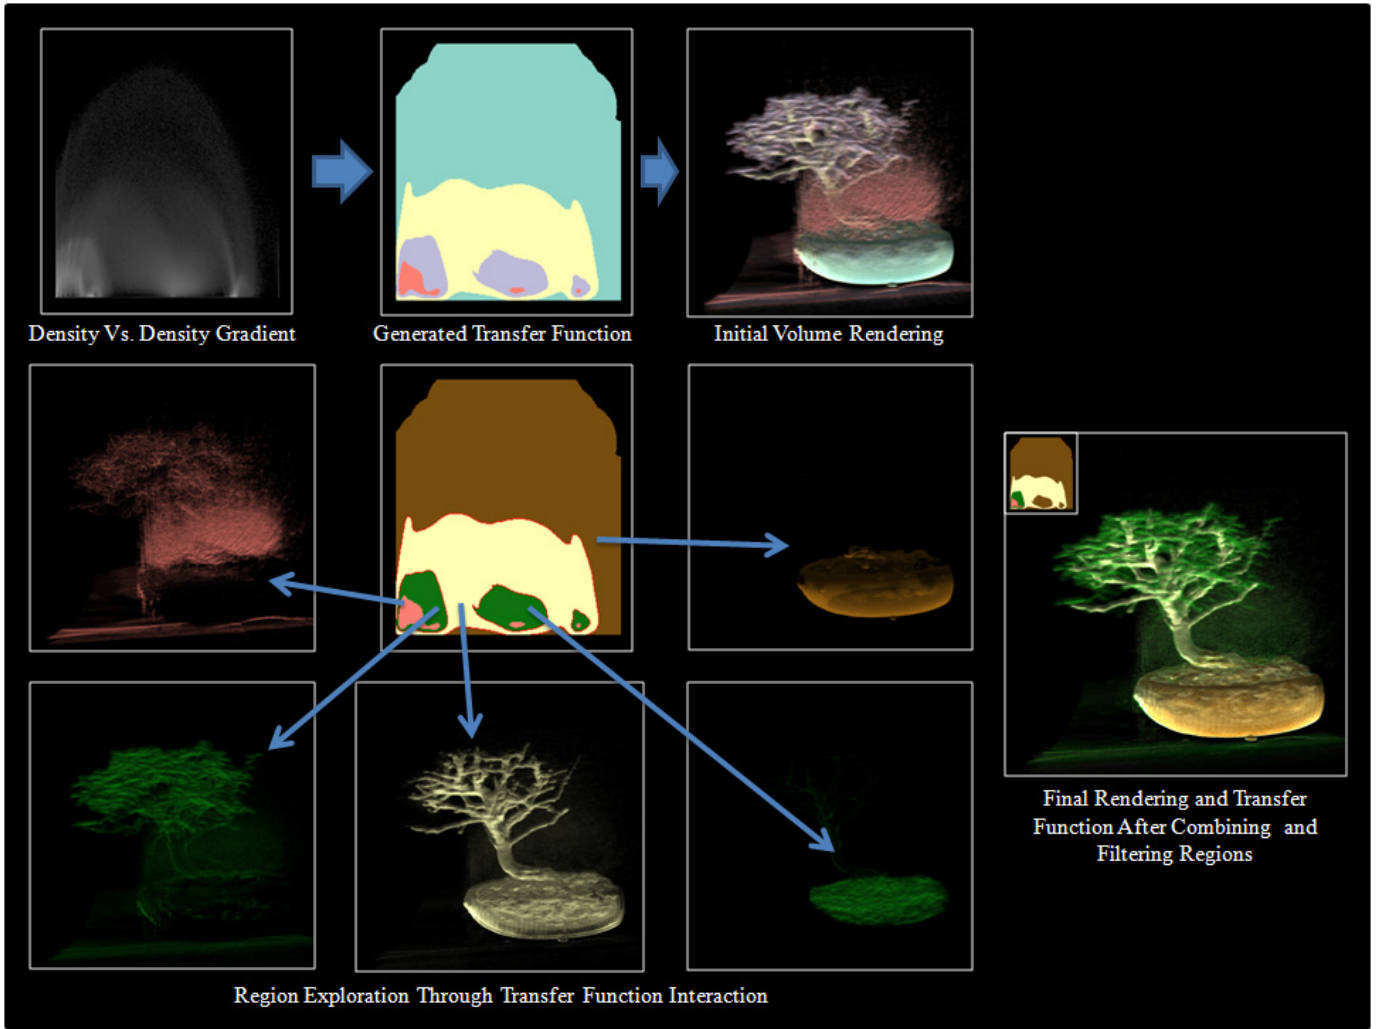 Density Vs. Density Gradient
Generated Transfer Function
Initial Volume Rendering
Final Rendering and Transfer
Function After Combining and
Filtering Regions
Region Exploration Through Transfer Function Interaction